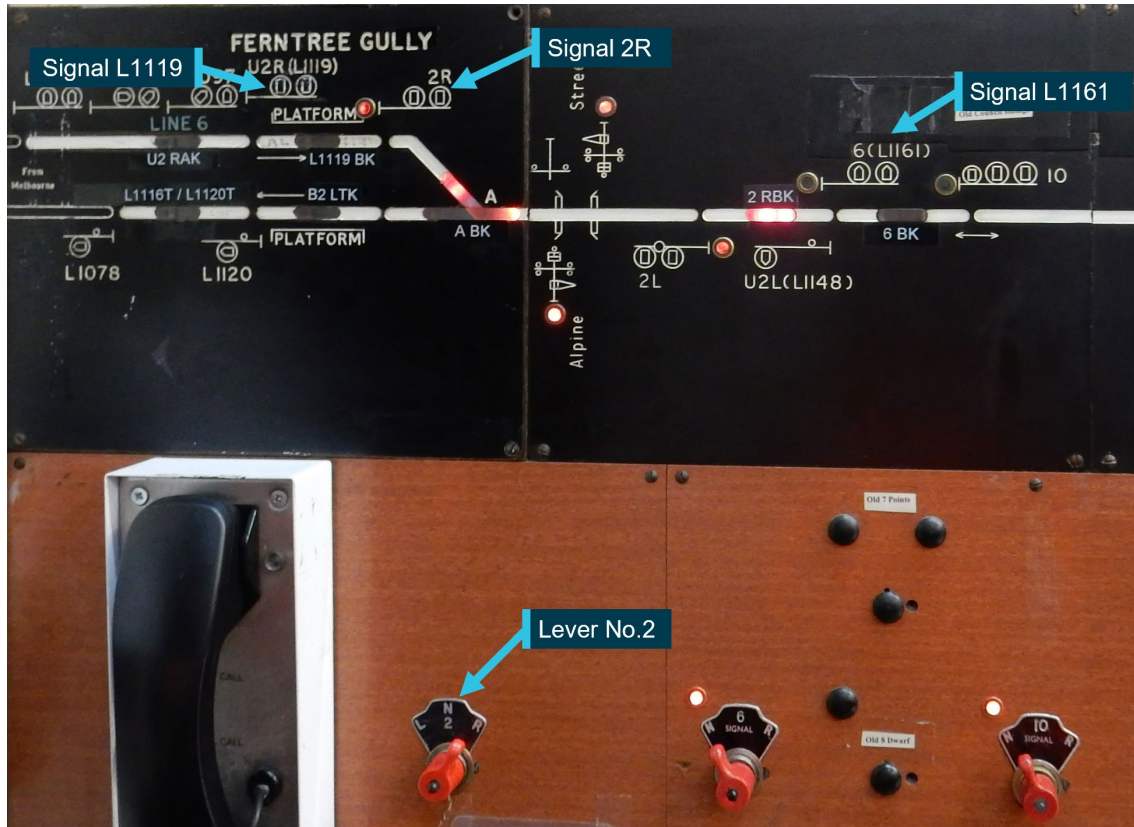 FERNTREE GULLY
Signal L1119
Signal 2R
U2R(L1119)
2R
PLATFORM
LINE 6
U2 RAK
L1119 BK
From
Melbourne
L1116T / L1120T
B2 LTK
A
A BK
PLATFORM
L1078
L1120
Alpine
Signal L1161
6(L1161)
10
2 RBK
6 BK
2L
U2L(L1148)
Old 7 Points
Lever No.2
CALL
CALL
L N R
2
N 6 R
SIGNAL
Old 8 Dwarf
N 10 R
SIGNAL